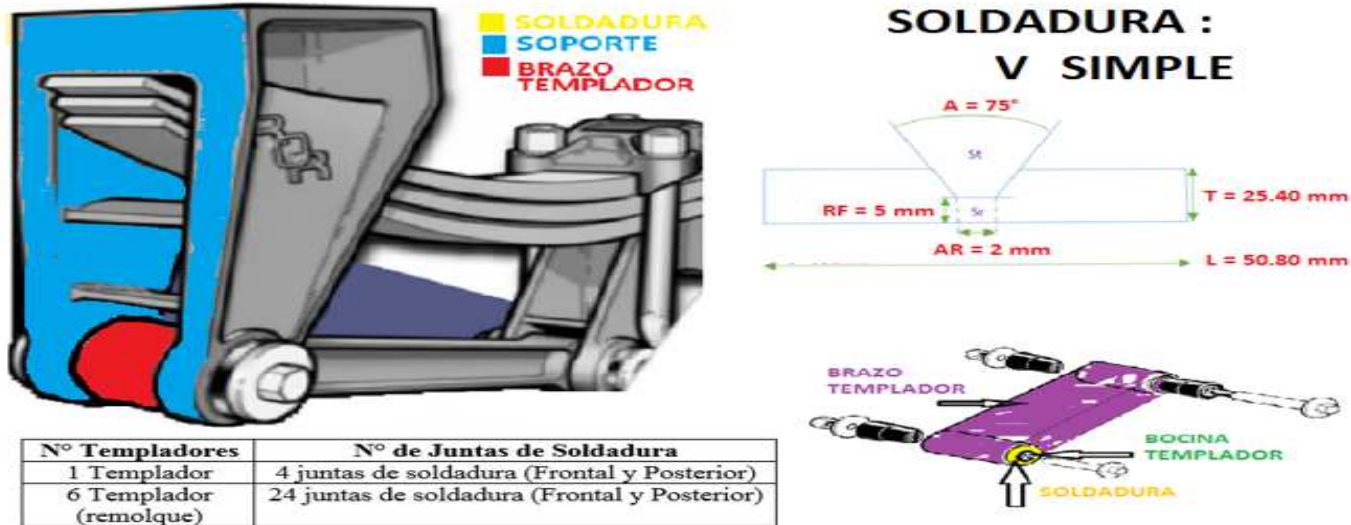 SOLDADURA
SOPORTE
BRAZO
TEMPLADOR
SOLDADURA :
V SIMPLE
A = 75°
St
RF = 5 mm
Sr
T = 25.40 mm
AR = 2 mm
L = 50.80 mm
BRAZO
TEMPLADOR
BOCINA
TEMPLADOR
SOLDADURA
N° Templadores N° de Juntas de Soldadura
1 Templador 4 juntas de soldadura (Frontal y Posterior)
6 Templador 24 juntas de soldadura (Frontal y Posterior)
(remolque)